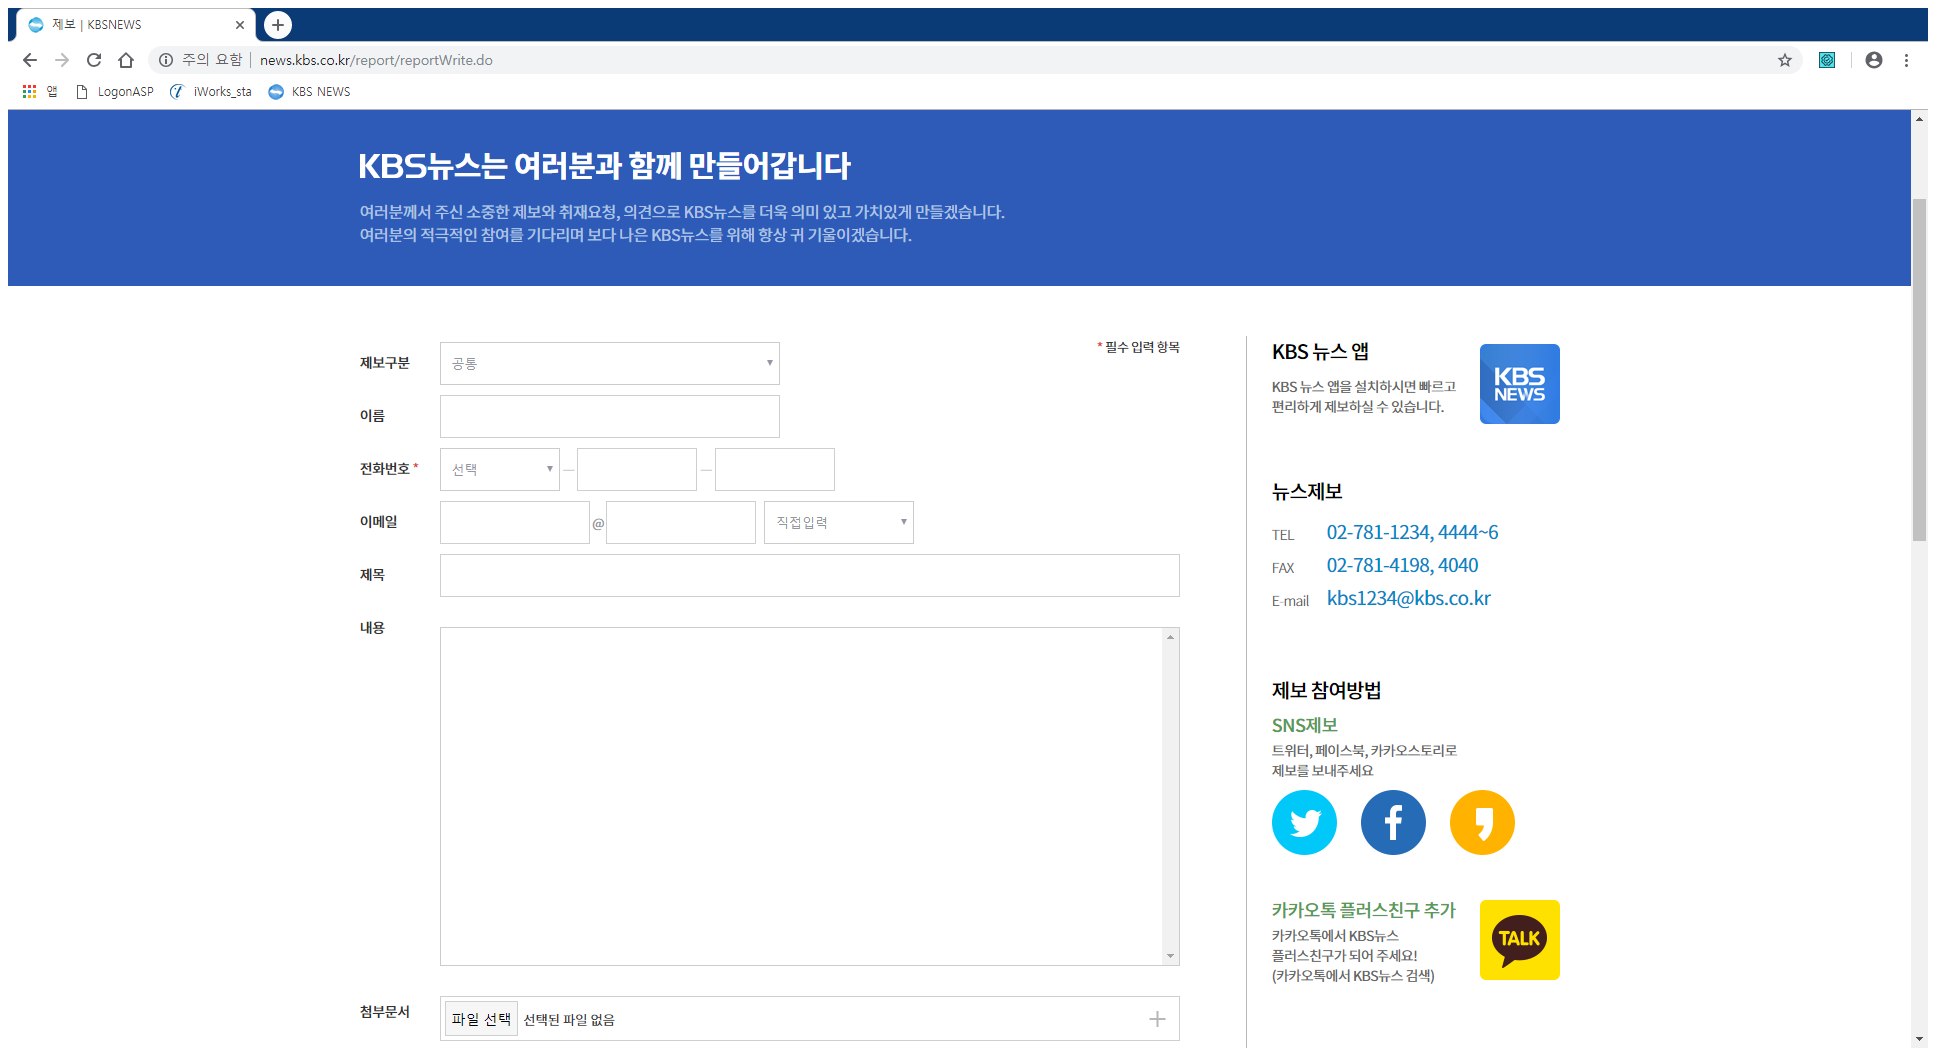 제보 | KBSNEWS
주의 요함 | news.kbs.co.kr/report/reportWrite.do
앱 LogonASP iWorks_sta KBS NEWS
KBS뉴스는 여러분과 함께 만들어갑니다
여러분께서 주신 소중한 제보와 취재요청, 의견으로 KBS뉴스를 더욱 의미 있고 가치있게 만들겠습니다.
여러분의 적극적인 참여를 기다리며 보다 나은 KBS뉴스를 위해 항상 귀 기울이겠습니다.
* 필수 입력 항목
제보구분 공통
이름
전화번호 * 선택
이메일 @ 직접입력
제목
내용
첨부문서 파일 선택 선택된 파일 없음
KBS 뉴스 앱
KBS 뉴스 앱을 설치하시면 빠르고
편리하게 제보하실 수 있습니다.
KBS
NEWS
뉴스제보
TEL 02-781-1234, 4444~6
FAX 02-781-4198, 4040
E-mail kbs1234@kbs.co.kr
제보 참여방법
SNS제보
트위터, 페이스북, 카카오스토리로
제보를 보내주세요
카카오톡 플러스친구 추가
카카오톡에서 KBS뉴스
플러스친구가 되어 주세요!
(카카오톡에서 KBS뉴스 검색)
TALK